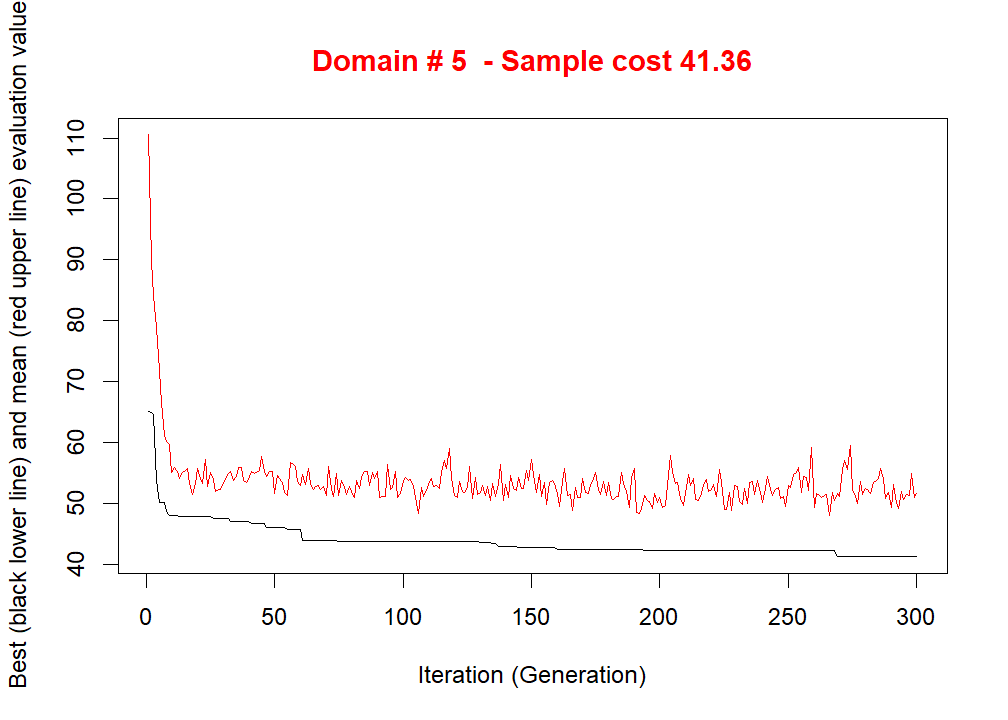 Domain # 5  - Sample cost 41.36
Best (black lower line) and mean (red upper line) evaluation value
110
100
90
80
70
60
50
40
0 50 100 150 200 250 300
Iteration (Generation)